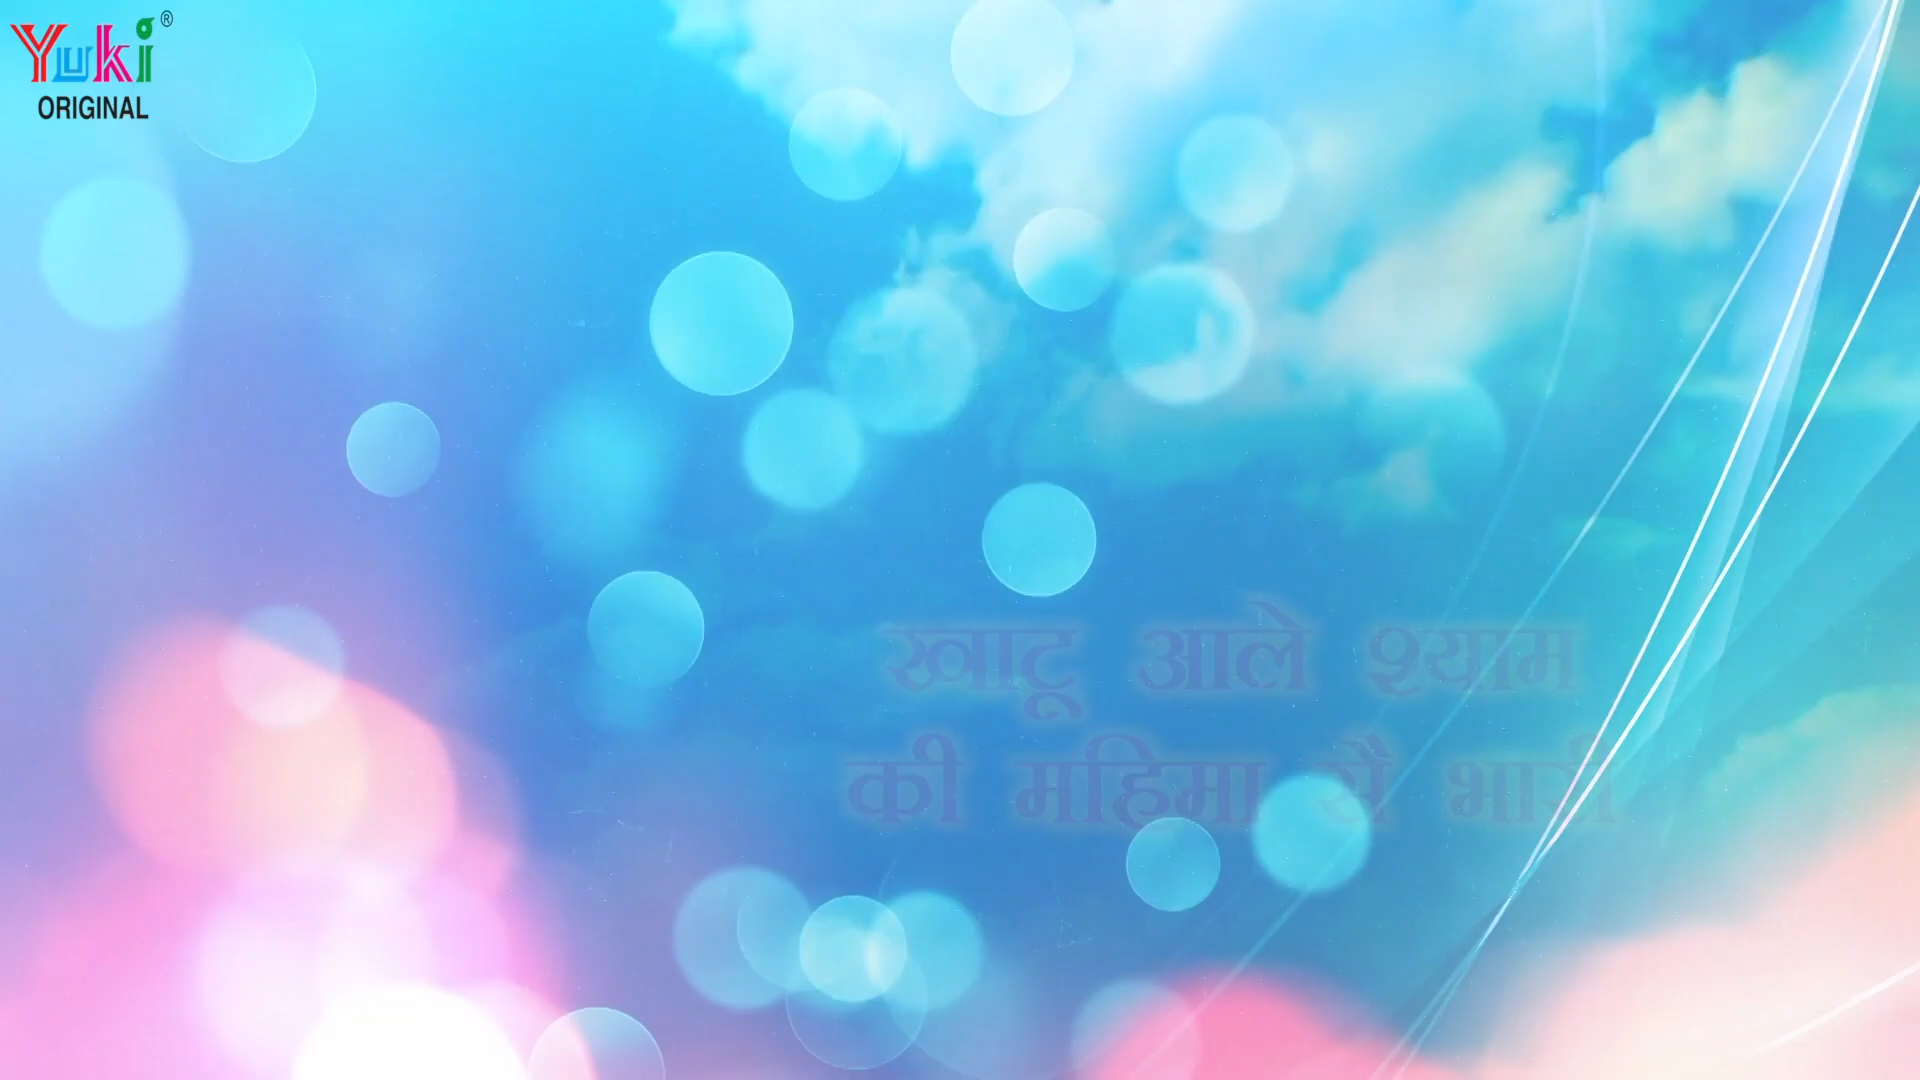 Yuki®
ORIGINAL
खाटू आले श्याम
की महिमा सै भारी